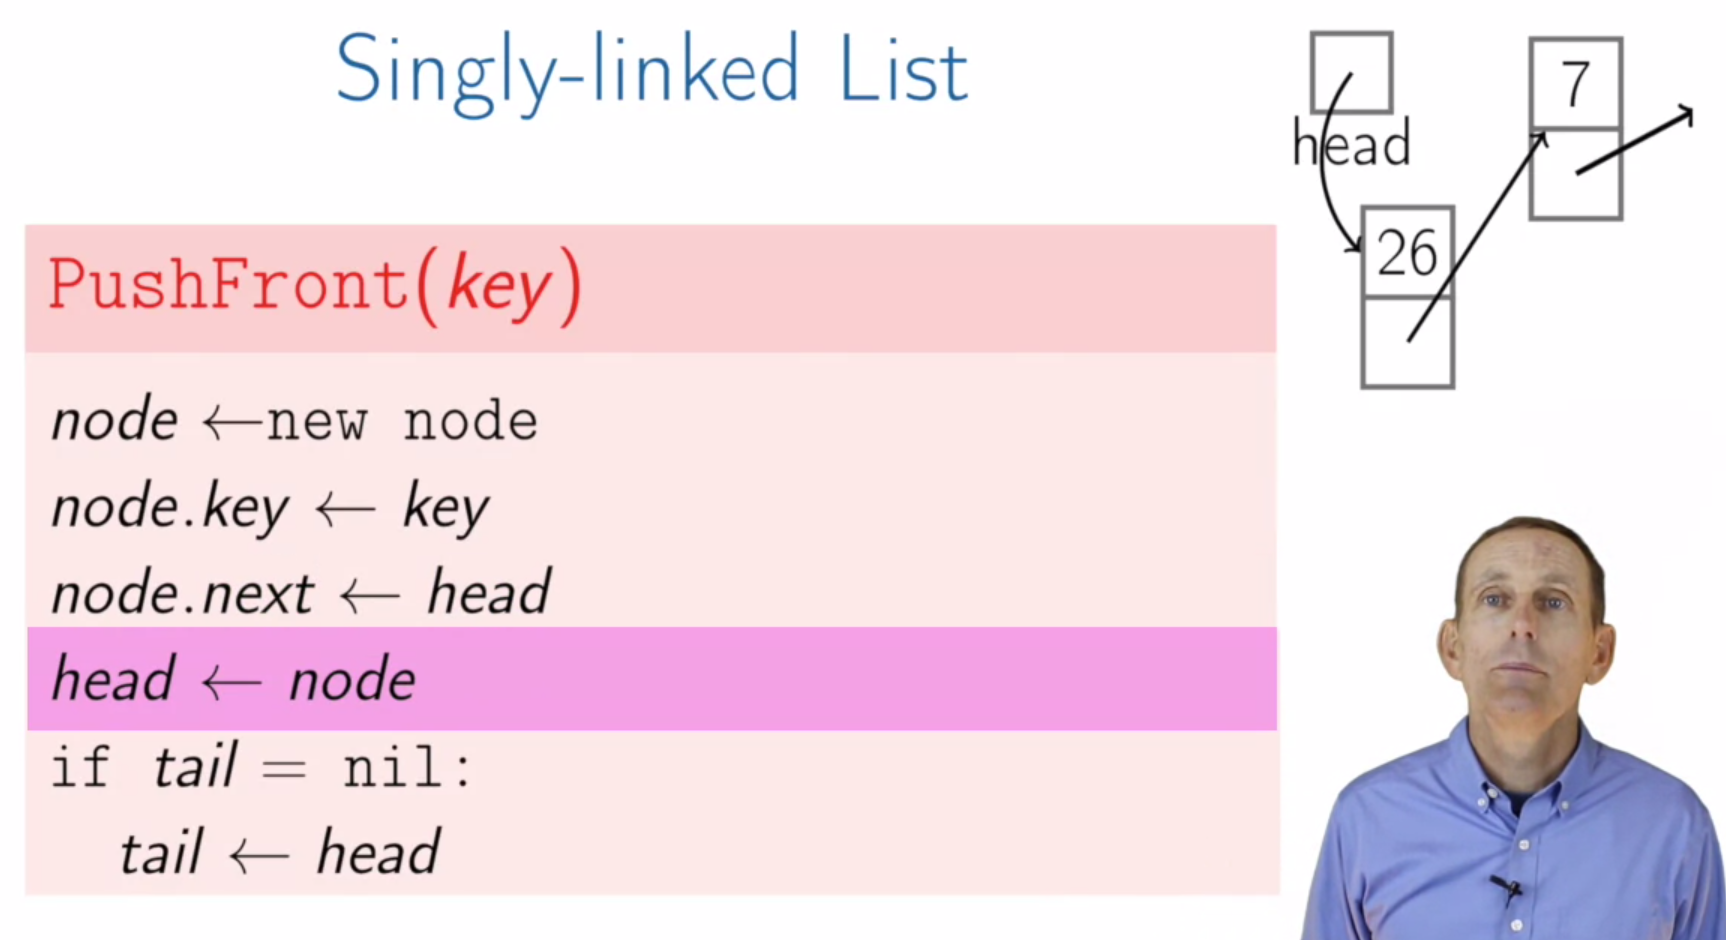 Singly-linked List
7
head
26
PushFront(key)
node ←new node
node.key ← key
node.next ← head
head ← node
if tail = nil:
tail ← head